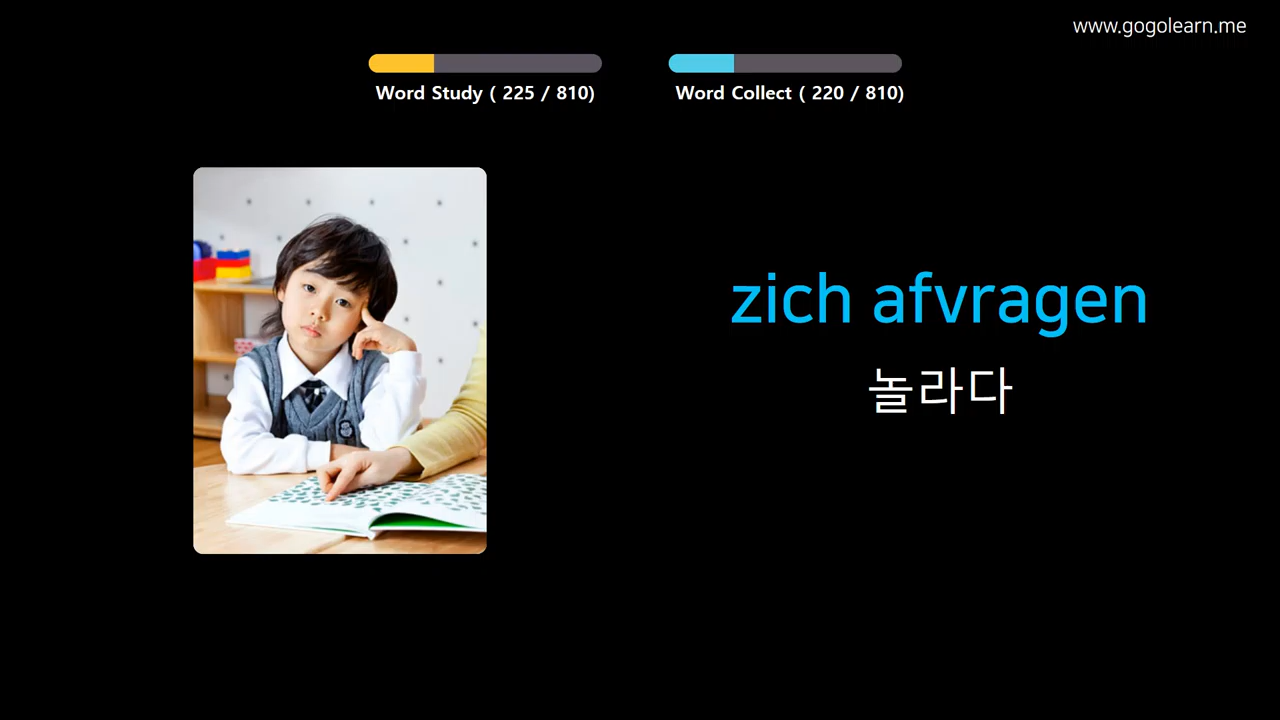 www.gogolearn.me
Word Study ( 225 / 810)
Word Collect ( 220 / 810)
zich afvragen
놀라다